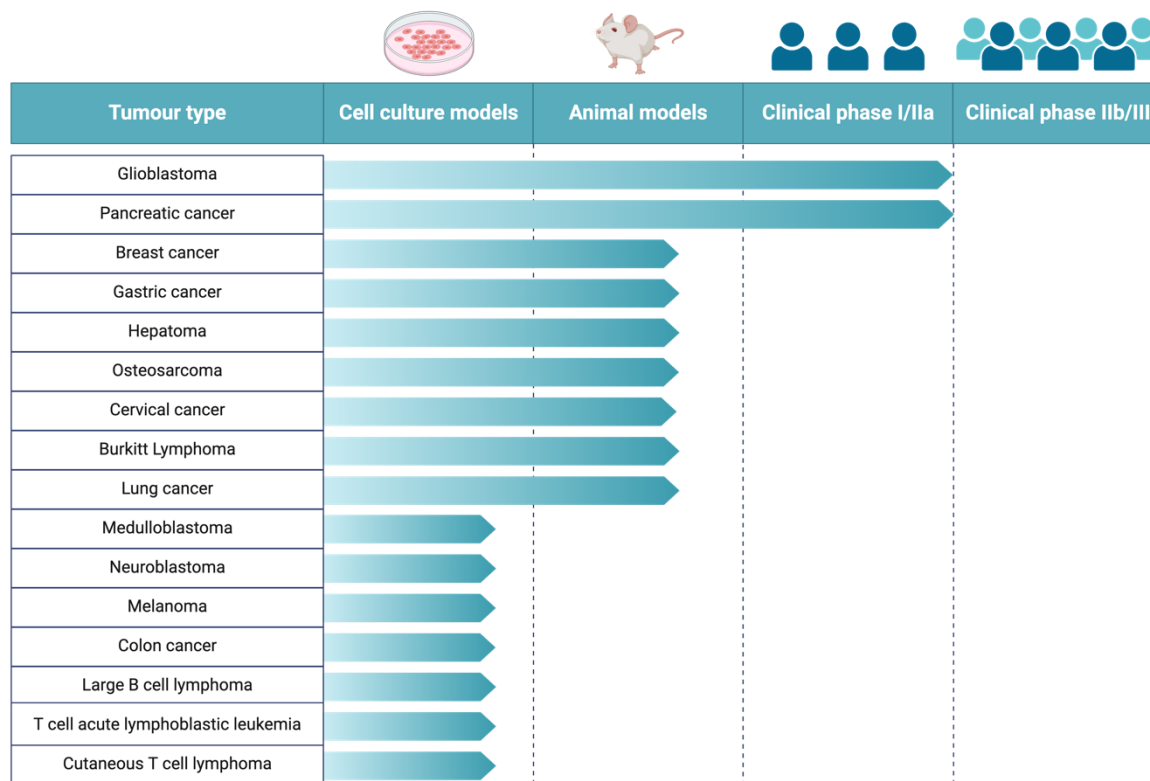 Tumour type
Cell culture models
Animal models
Clinical phase I/IIa
Clinical phase IIb/III
Glioblastoma
Pancreatic cancer
Breast cancer
Gastric cancer
Hepatoma
Osteosarcoma
Cervical cancer
Burkitt Lymphoma
Lung cancer
Medulloblastoma
Neuroblastoma
Melanoma
Colon cancer
Large B cell lymphoma
T cell acute lymphoblastic leukemia
Cutaneous T cell lymphoma